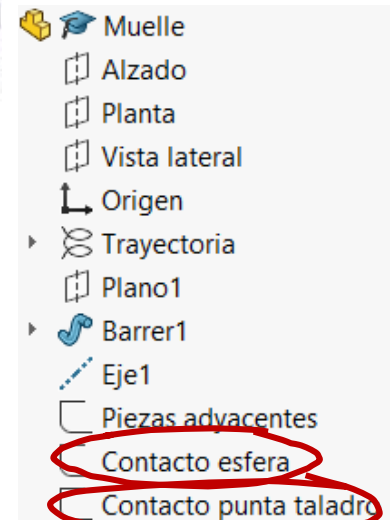 Muelle
Alzado
Planta
Vista lateral
Origen
Trayectoria
Plano1
Barrer1
Eje1
Piezas adyacentes
Contacto esfera
Contacto punta taladro